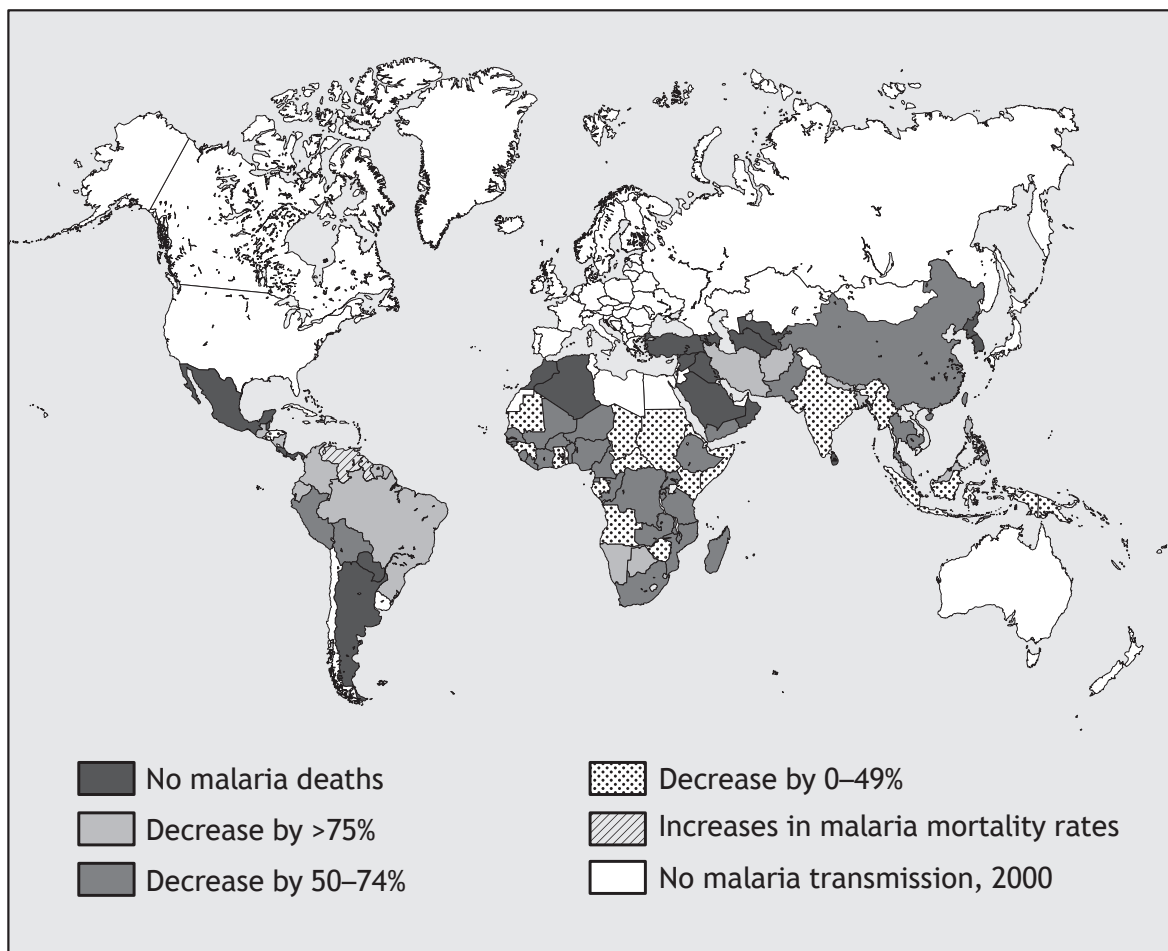 No malaria deaths
Decrease by >75%
Decrease by 50–74%
Decrease by 0–49%
Increases in malaria mortality rates
No malaria transmission, 2000